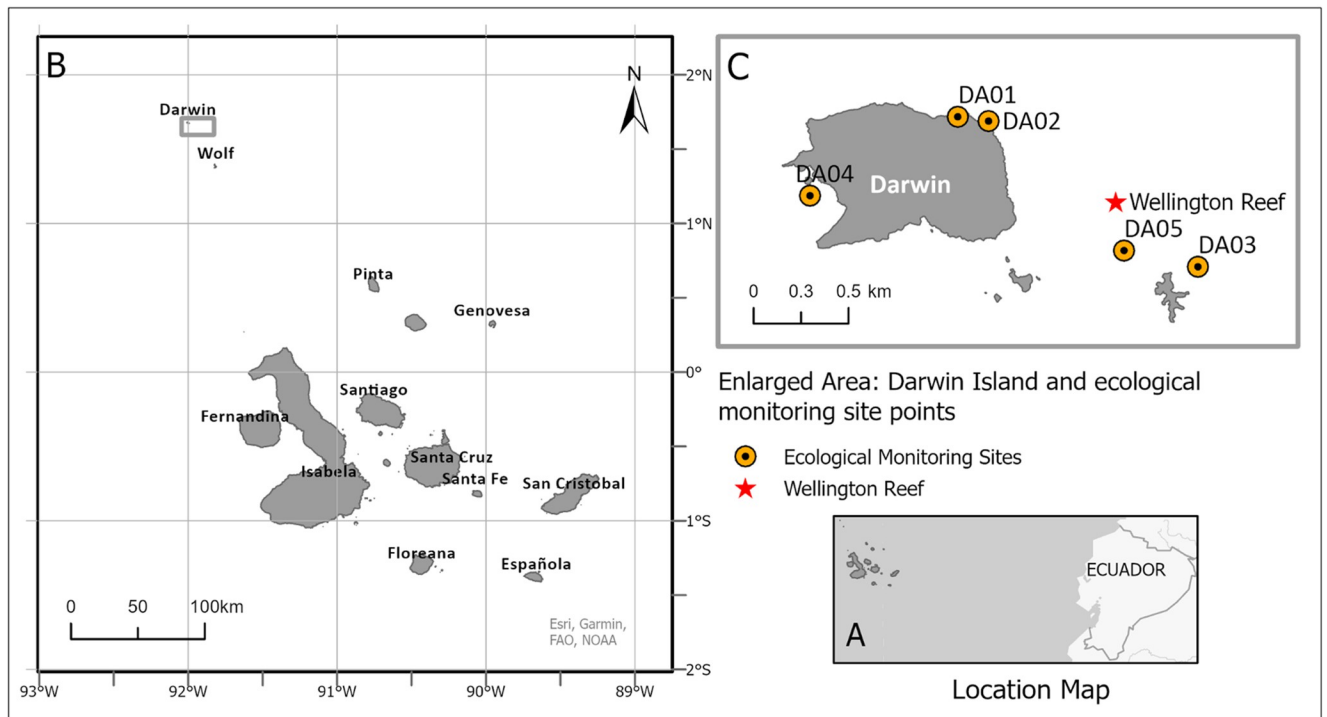 B
N
2°N
Darwin
Wolf
1°N
Pinta
Genovesa
0°
Santiago
Fernandina
Santa Cruz
Isabela
Santa Fe
San Cristobal
1°S
Floreana
Española
0 50 100km
Esri, Garmin,
FAO, NOAA
2°S
93°W 92°W 91°W 90°W 89°W
C
DA01
DA02
DA04
Darwin
Wellington Reef
DA05
DA03
0 0.3 0.5 km
Enlarged Area: Darwin Island and ecological
monitoring site points
Ecological Monitoring Sites
Wellington Reef
ECUADOR
A
Location Map